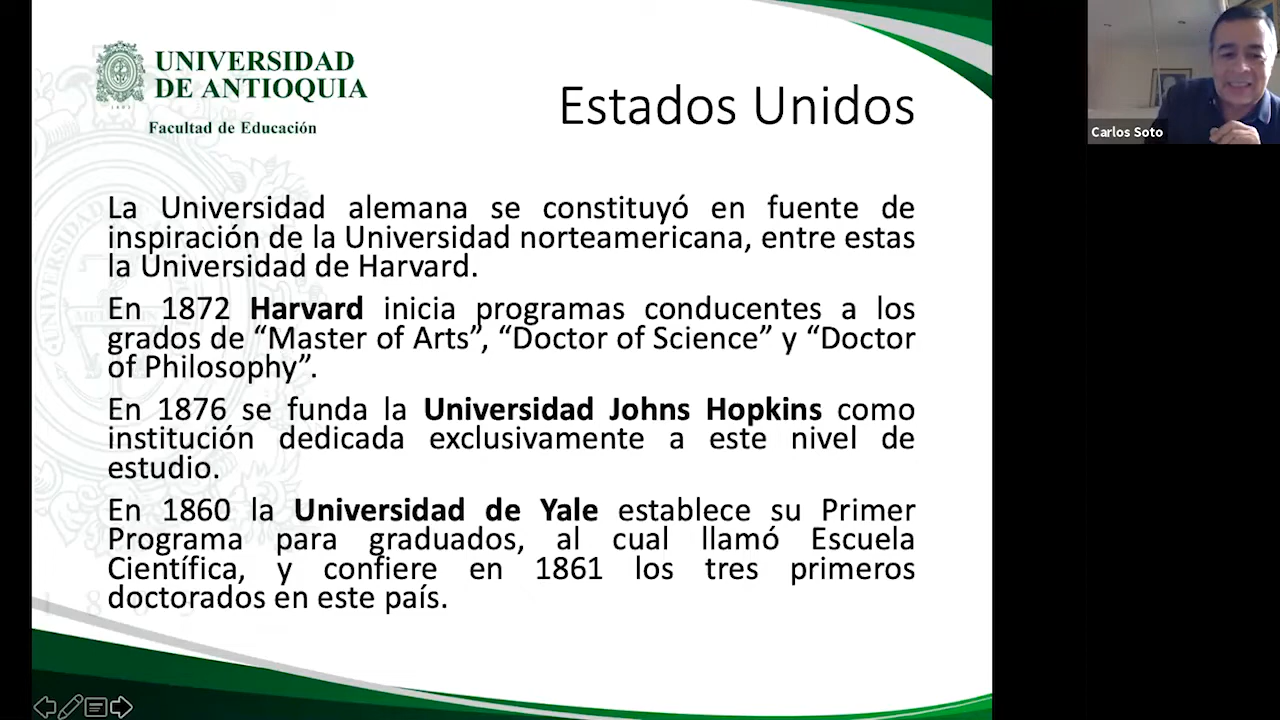 UNIVERSIDAD
DE ANTIOQUIA
Facultad de Educación
Estados Unidos
Carlos Soto
La Universidad alemana se constituyó en fuente de
inspiración de la Universidad norteamericana, entre estas
la Universidad de Harvard.
En 1872 Harvard inicia programas conducentes a los
grados de “Master of Arts”, “Doctor of Science” y “Doctor
of Philosophy”.
En 1876 se funda la Universidad Johns Hopkins como
institución dedicada exclusivamente a este nivel de
estudio.
En 1860 la Universidad de Yale establece su Primer
Programa para graduados, al cual llamó Escuela
Científica, y confiere en 1861 los tres primeros
doctorados en este país.